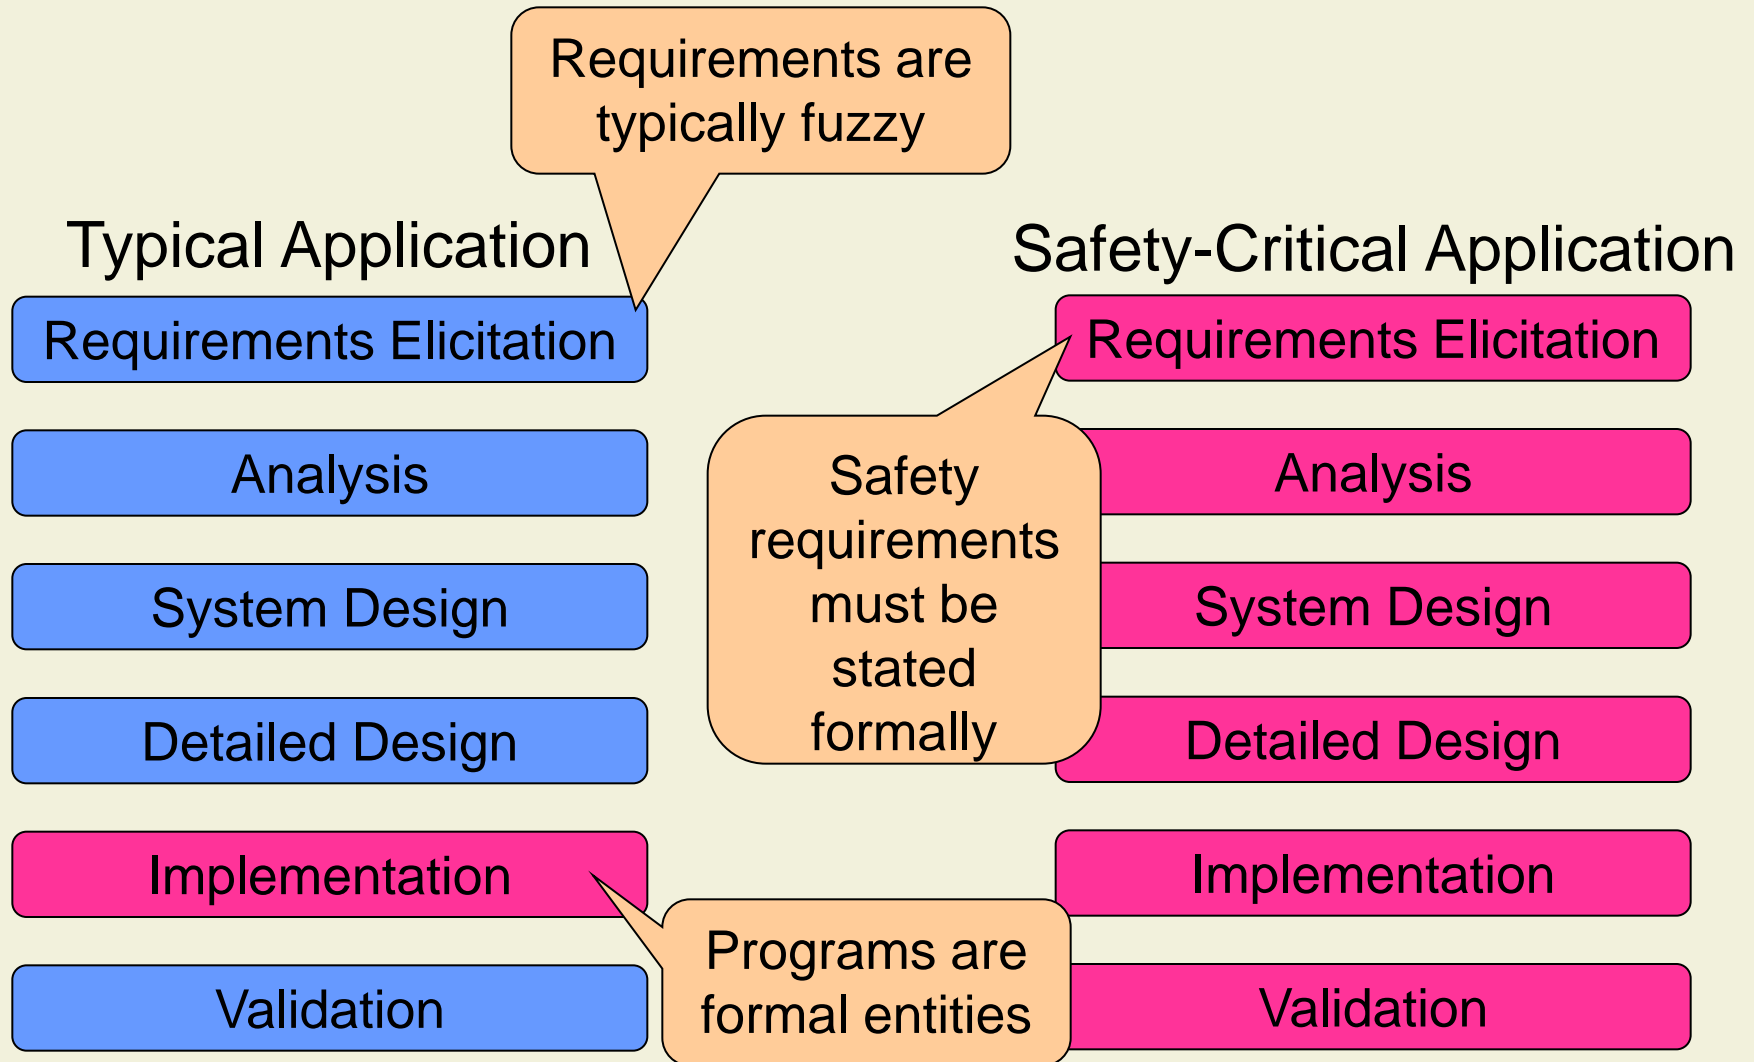 Requirements are
typically fuzzy
Typical Application
Safety-Critical Application
Requirements Elicitation
Analysis
System Design
Detailed Design
Implementation
Validation
Requirements Elicitation
Analysis
System Design
Detailed Design
Implementation
Validation
Safety
requirements
must be
stated
formally
Programs are
formal entities